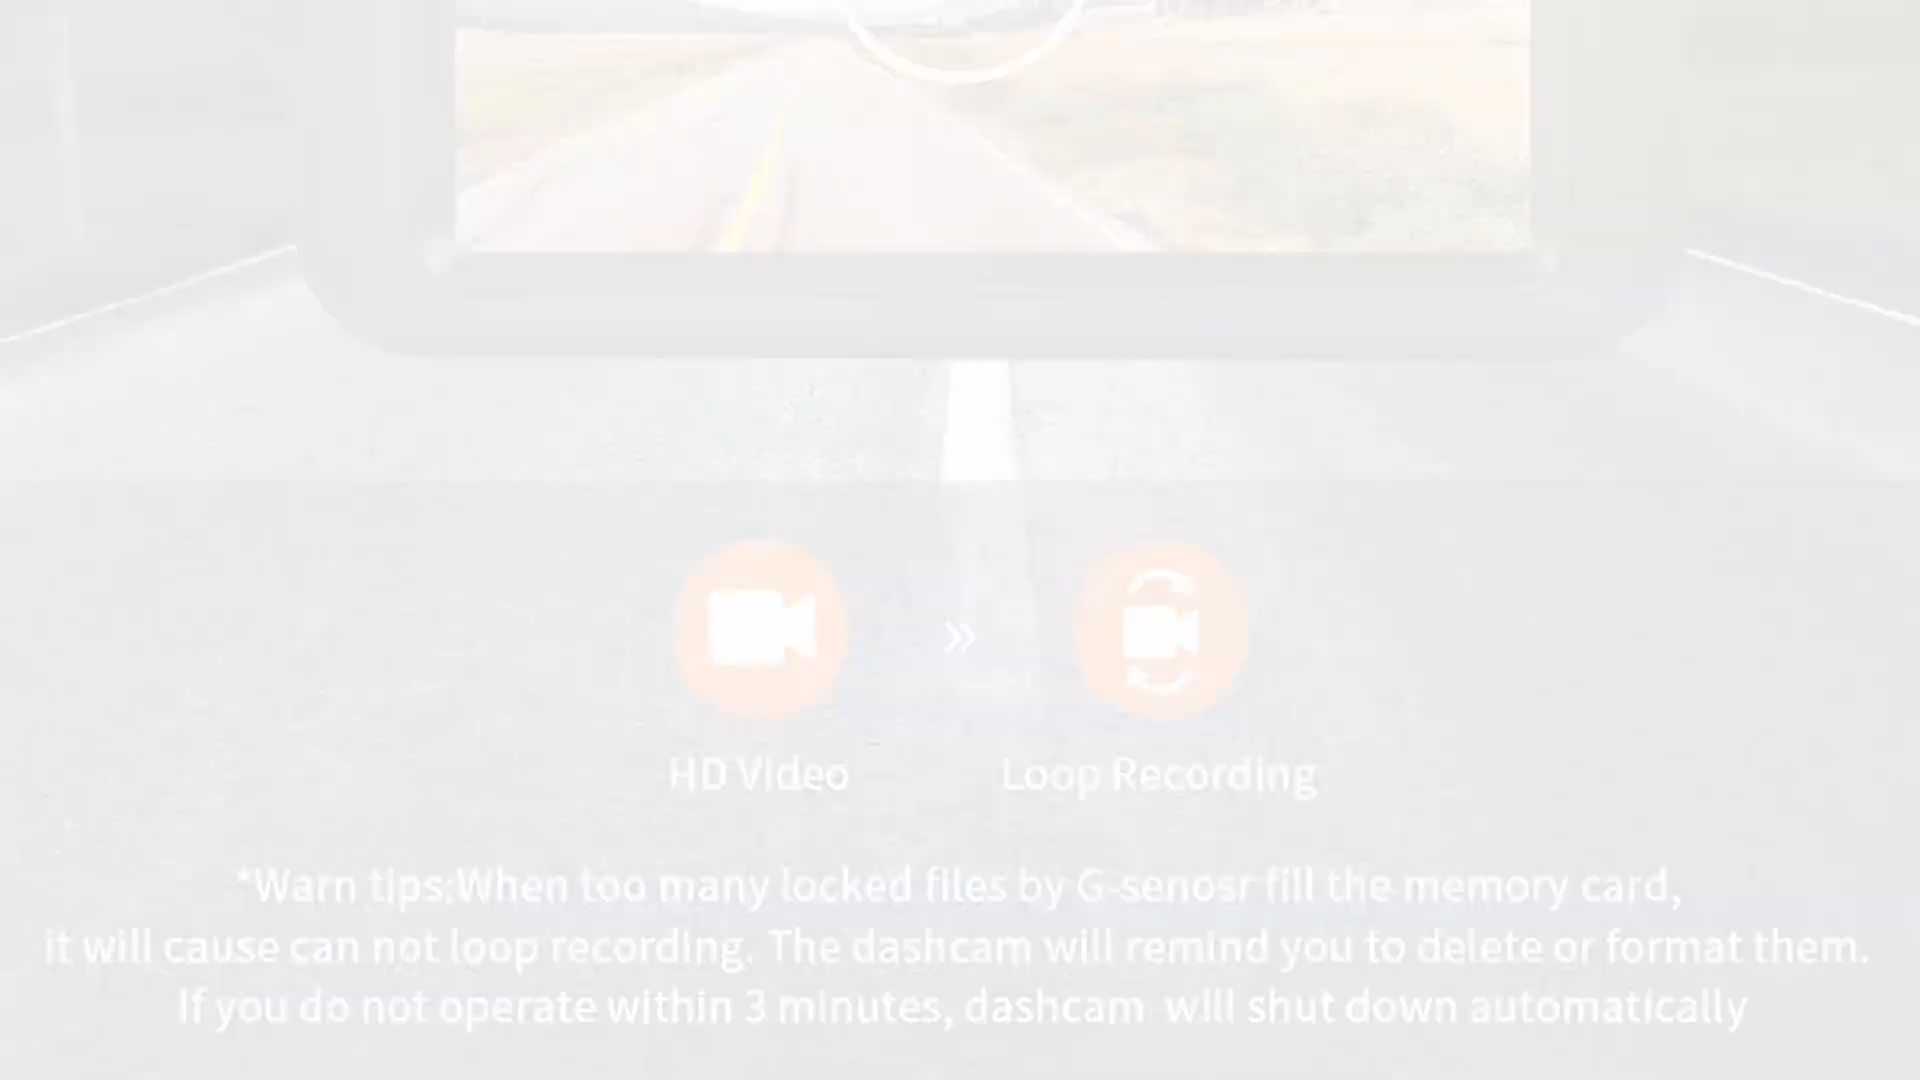 HD Video
»
Loop Recording
*Warn tips:When too many locked files by G-senosr fill the memory card,
it will cause can not loop recording. The dashcam will remind you to delete or format them.
If you do not operate within 3 minutes, dashcam will shut down automatically